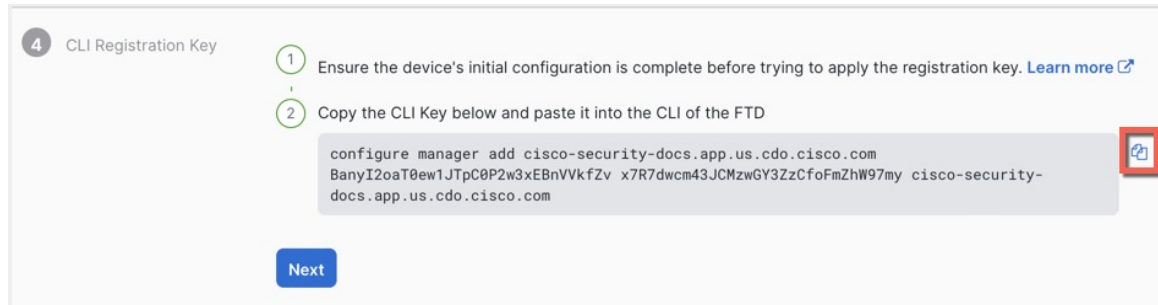 4 CLI Registration Key
1 Ensure the device's initial configuration is complete before trying to apply the registration key. Learn more
2 Copy the CLI Key below and paste it into the CLI of the FTD
configure manager add cisco-security-docs.app.us.cdo.cisco.com
BanyI2oaT0ew1JTpC0P2w3xEBnVVkfZv x7R7dwcm43JCMzwGY3ZzCfoFmZhW97my cisco-security-
docs.app.us.cdo.cisco.com
Next